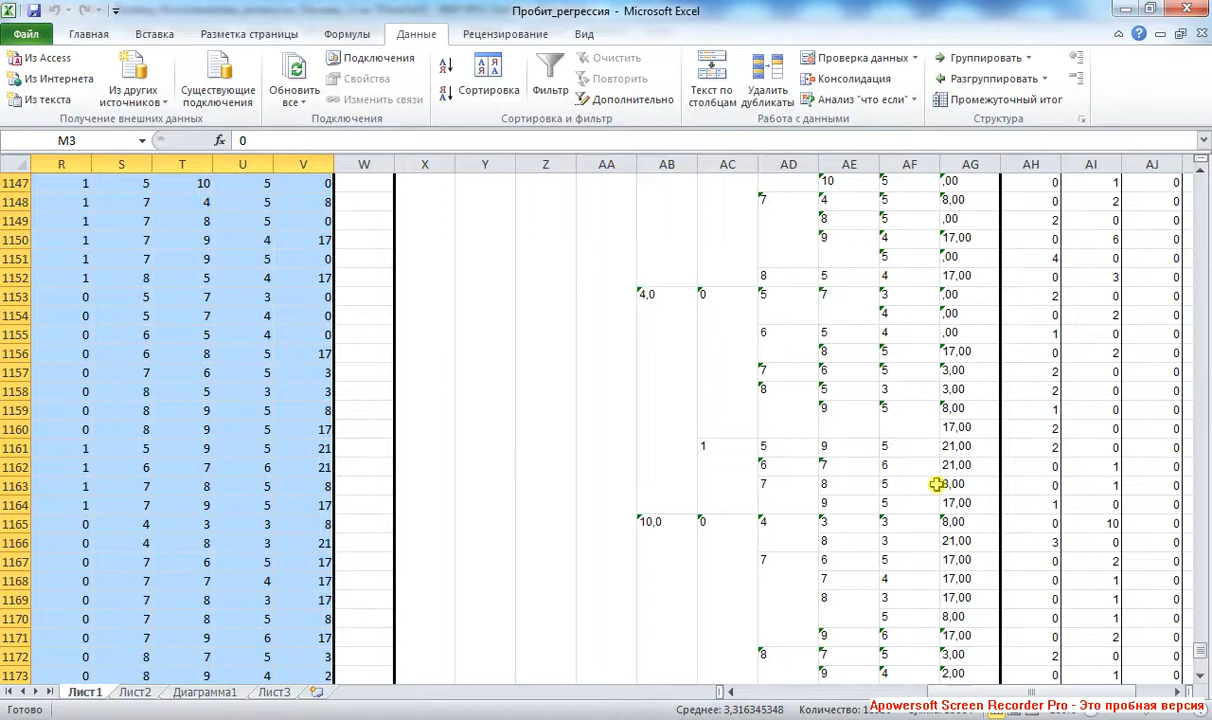 Пробит_регрессия - Microsoft Excel
Файл Главная Вставка Разметка страницы Формулы Данные Рецензирование Вид
Из Access Из Интернета Из текста Из других источников Существующие подключения Обновить все Подключения Свойства Изменить связи Сортировка Фильтр Очистить Повторить Дополнительно Текст по столбцам Удалить дубликаты Проверка данных Консолидация Анализ "что если" Группировать Разгруппировать Промежуточный итог
Получение внешних данных Подключения Сортировка и фильтр Работа с данными Структура
M3 fx 0
R S T U V W X Y Z AA AB AC AD AE AF AG AH AI AJ
1147 1 5 10 5 0 10 5 ,00 0 1 0
1148 1 7 4 5 8 7 4 5 8,00 0 2 0
1149 1 7 8 5 0 8 5 ,00 2 0 0
1150 1 7 9 4 17 9 4 17,00 0 6 0
1151 1 7 9 5 0 5 ,00 4 0 0
1152 1 8 5 4 17 8 5 4 17,00 0 3 0
1153 0 5 7 3 0 4,0 0 5 7 3 ,00 2 0 0
1154 0 5 7 4 0 4 ,00 0 2 0
1155 0 6 5 4 0 6 5 4 ,00 1 0 0
1156 0 6 8 5 17 8 5 17,00 0 2 0
1157 0 7 6 5 3 7 6 5 3,00 2 0 0
1158 0 8 5 3 3 8 5 3 3,00 2 0 0
1159 0 8 9 5 8 9 5 8,00 1 0 0
1160 0 8 9 5 17 17,00 2 0 0
1161 1 5 9 5 21 1 5 9 5 21,00 2 0 0
1162 1 6 7 6 21 6 7 6 21,00 0 1 0
1163 1 7 8 5 8 7 8 5 8,00 0 1 0
1164 1 7 9 5 17 9 5 17,00 1 0 0
1165 0 4 3 3 8 10,0 0 4 3 3 8,00 0 10 0
1166 0 4 8 3 21 8 3 21,00 3 0 0
1167 0 7 6 5 17 7 6 5 17,00 0 2 0
1168 0 7 7 4 17 7 4 17,00 0 1 0
1169 0 7 8 3 17 8 3 17,00 0 1 0
1170 0 7 8 5 8 5 8,00 0 1 0
1171 0 7 9 6 17 9 6 17,00 0 2 0
1172 0 8 7 5 3 8 7 5 3,00 2 0 0
1173 0 8 9 4 2 9 4 2,00 0 1 0
Лист1 Лист2 Диаграмма1 Лист3
Готово Среднее: 3,316345348
Apowersoft Screen Recorder Pro - Это пробная версия